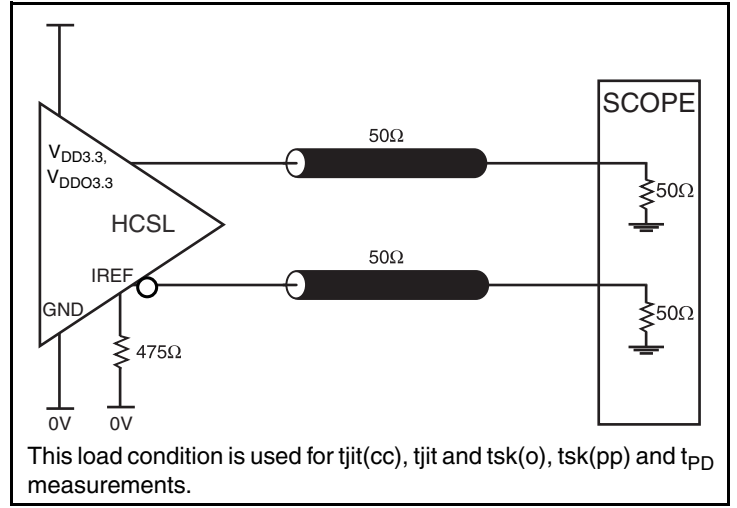 SCOPE
50Ω
VDD3.3,
VDDO3.3
50Ω
HCSL
50Ω
IREF
GND
50Ω
475Ω
0V 0V
This load condition is used for tjit(cc), tjit and tsk(o), tsk(pp) and tPD
measurements.